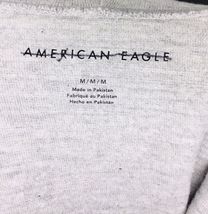 AMERICAN EAGLE
M/M/M
Made in Pakistan
Fabriqué au Pakistan
Hecho en Pakistán